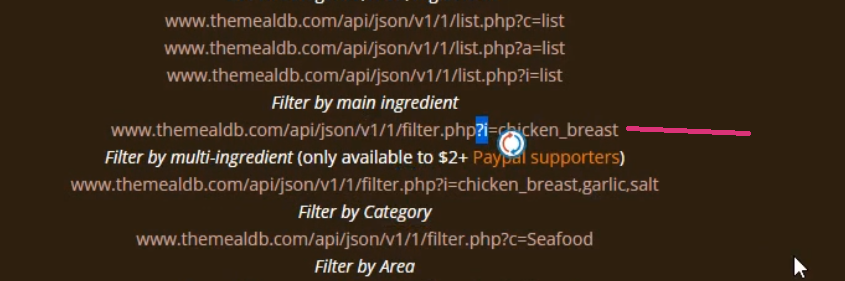 www.themealdb.com/api/json/v1/1/list.php?c=list
www.themealdb.com/api/json/v1/1/list.php?a=list
www.themealdb.com/api/json/v1/1/list.php?i=list
Filter by main ingredient
www.themealdb.com/api/json/v1/1/filter.php?i=chicken_breast
Filter by multi-ingredient (only available to $2+ Paypal supporters)
www.themealdb.com/api/json/v1/1/filter.php?i=chicken_breast,garlic,salt
Filter by Category
www.themealdb.com/api/json/v1/1/filter.php?c=Seafood
Filter by Area